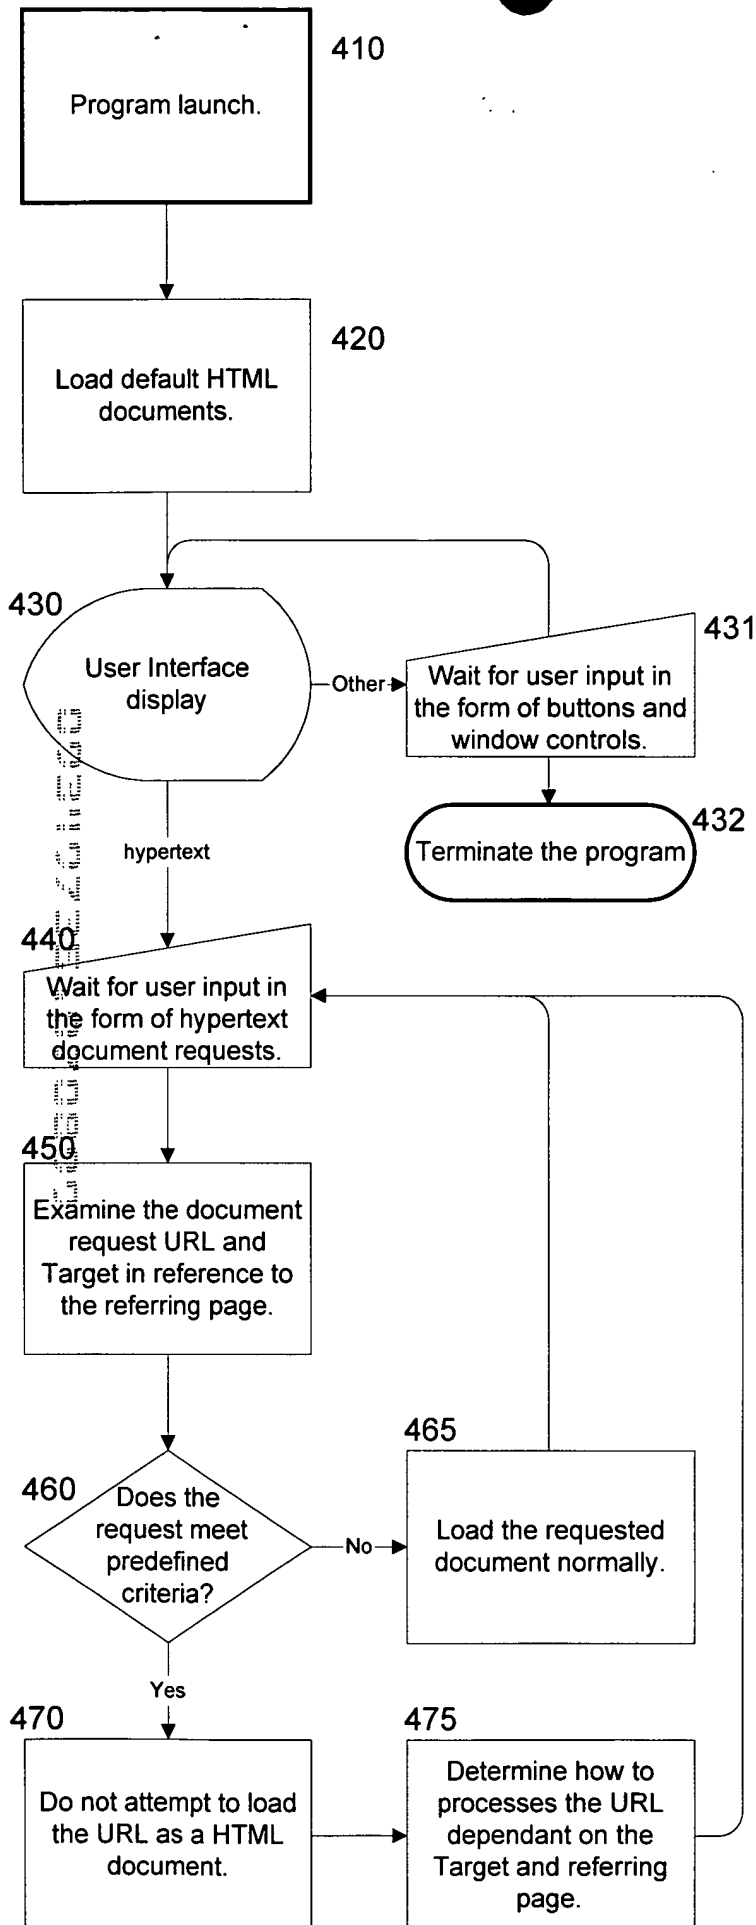 410
Program launch.
420
Load default HTML
documents.
430
User Interface
display
Other
431
Wait for user input in
the form of buttons and
window controls.
432
Terminate the program
hypertext
440
Wait for user input in
the form of hypertext
document requests.
450
Examine the document
request URL and
Target in reference to
the referring page.
460
Does the
request meet
predefined
criteria?
No
465
Load the requested
document normally.
Yes
470
Do not attempt to load
the URL as a HTML
document.
475
Determine how to
processes the URL
dependant on the
Target and referring
page.